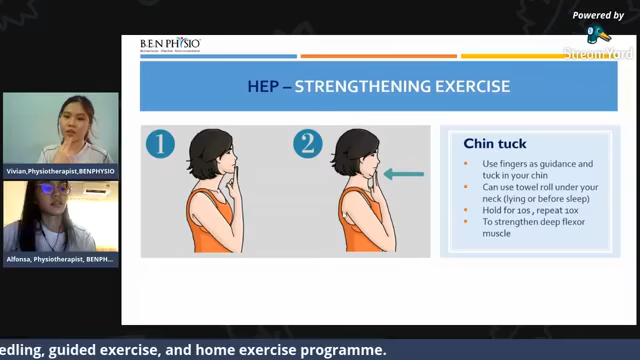 Powered by
StreamYard
B.E.N PHYSIO
HEP – STRENGTHENING EXERCISE
1
2
Chin tuck
• Use fingers as guidance and
tuck in your chin
• Can use towel roll under your
neck (lying or before sleep)
• Hold for 10s , repeat 10x
• To strengthen deep flexor
muscle
Vivian,Physiotherapist,BENPHYSIO
Alfonsa, Physiotherapist, BENPH...
edling, guided exercise, and home exercise programme.